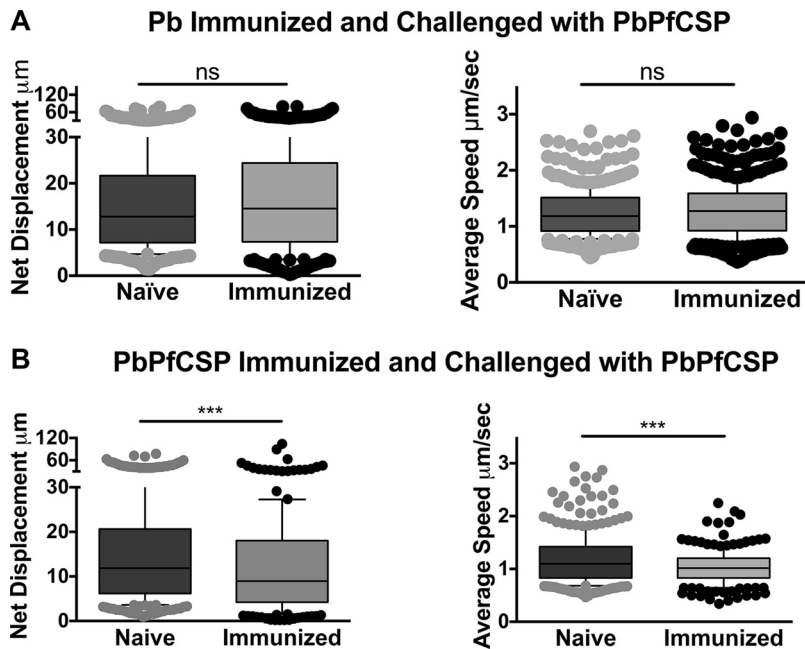 A
Pb Immunized and Challenged with PbPfCSP
Net Displacement μm
120
60
30
20
10
0
ns
Naïve
Immunized
Average Speed μm/sec
3
2
1
0
ns
Naïve
Immunized
B
PbPfCSP Immunized and Challenged with PbPfCSP
Net Displacement μm
120
60
30
20
10
0
***
Naive
Immunized
Average Speed μm/sec
3
2
1
0
***
Naive
Immunized